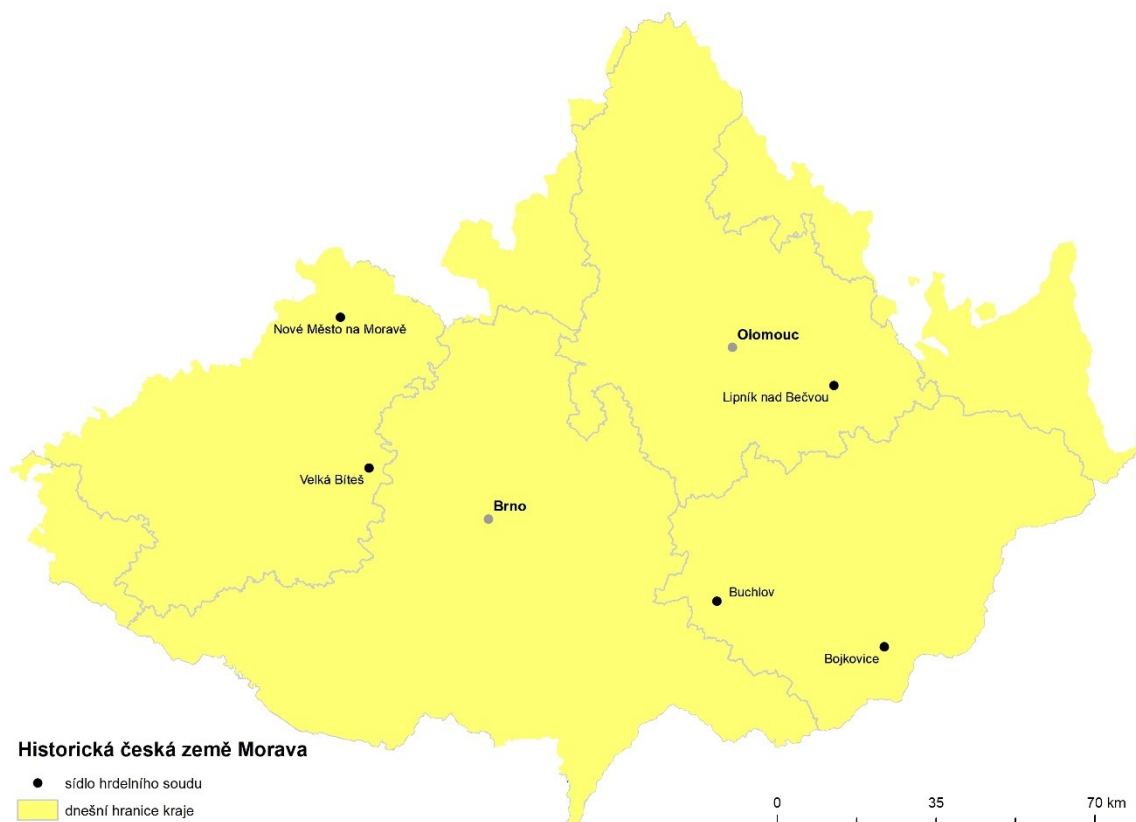 Nové Město na Moravě
Olomouc
Lipník nad Bečvou
Velká Bíteš
Brno
Buchlov
Bojkovice
Historická česká země Morava
sídlo hrdelního soudu
dnešní hranice kraje
0 35 70 km